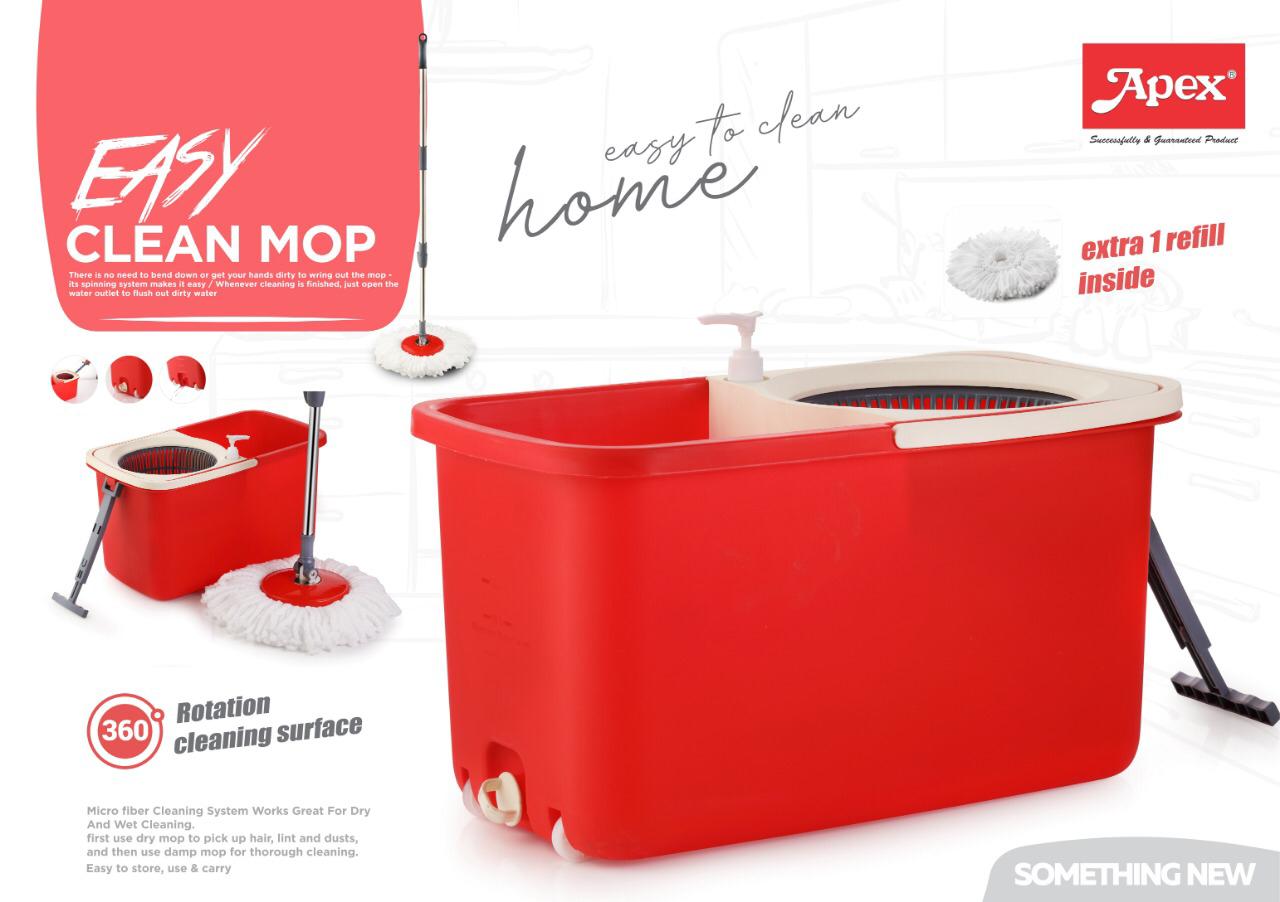 EASY
CLEAN MOP
There is no need to bend down or get your hands dirty to wring out the mop -
its spinning system makes it easy / Whenever cleaning is finished, just open the
water outlet to flush out dirty water
easy to clean
home
Apex®
Successfully & Guaranteed Product
extra 1 refill
inside
360
Rotation
cleaning surface
Micro fiber Cleaning System Works Great For Dry
And Wet Cleaning.
first use dry mop to pick up hair, lint and dusts,
and then use damp mop for thorough cleaning.
Easy to store, use & carry
SOMETHING NEW